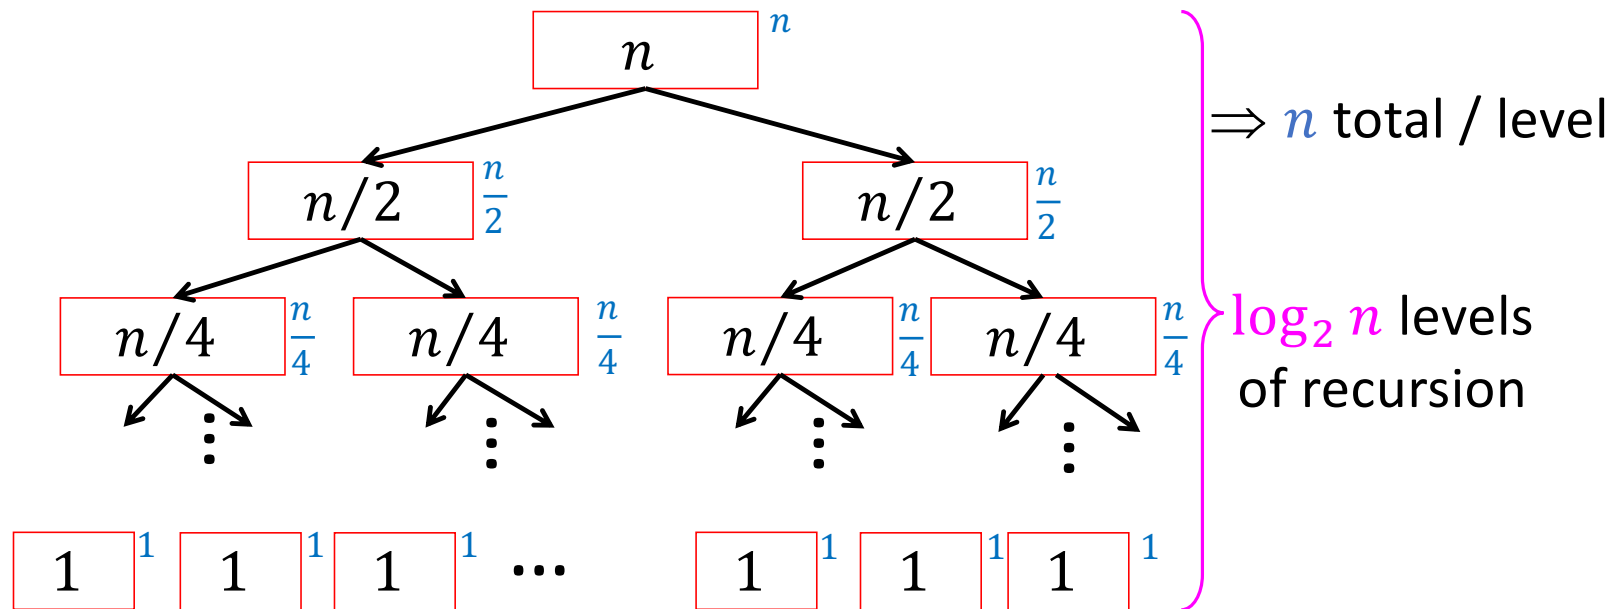 n n
⇒ n total / level
n/2 n/2 n/2 n/2
n/4 n/4 n/4 n/4 n/4 n/4 n/4 n/4
log₂ n levels
of recursion
1 1 1 1 1 1 ... 1 1 1 1 1 1